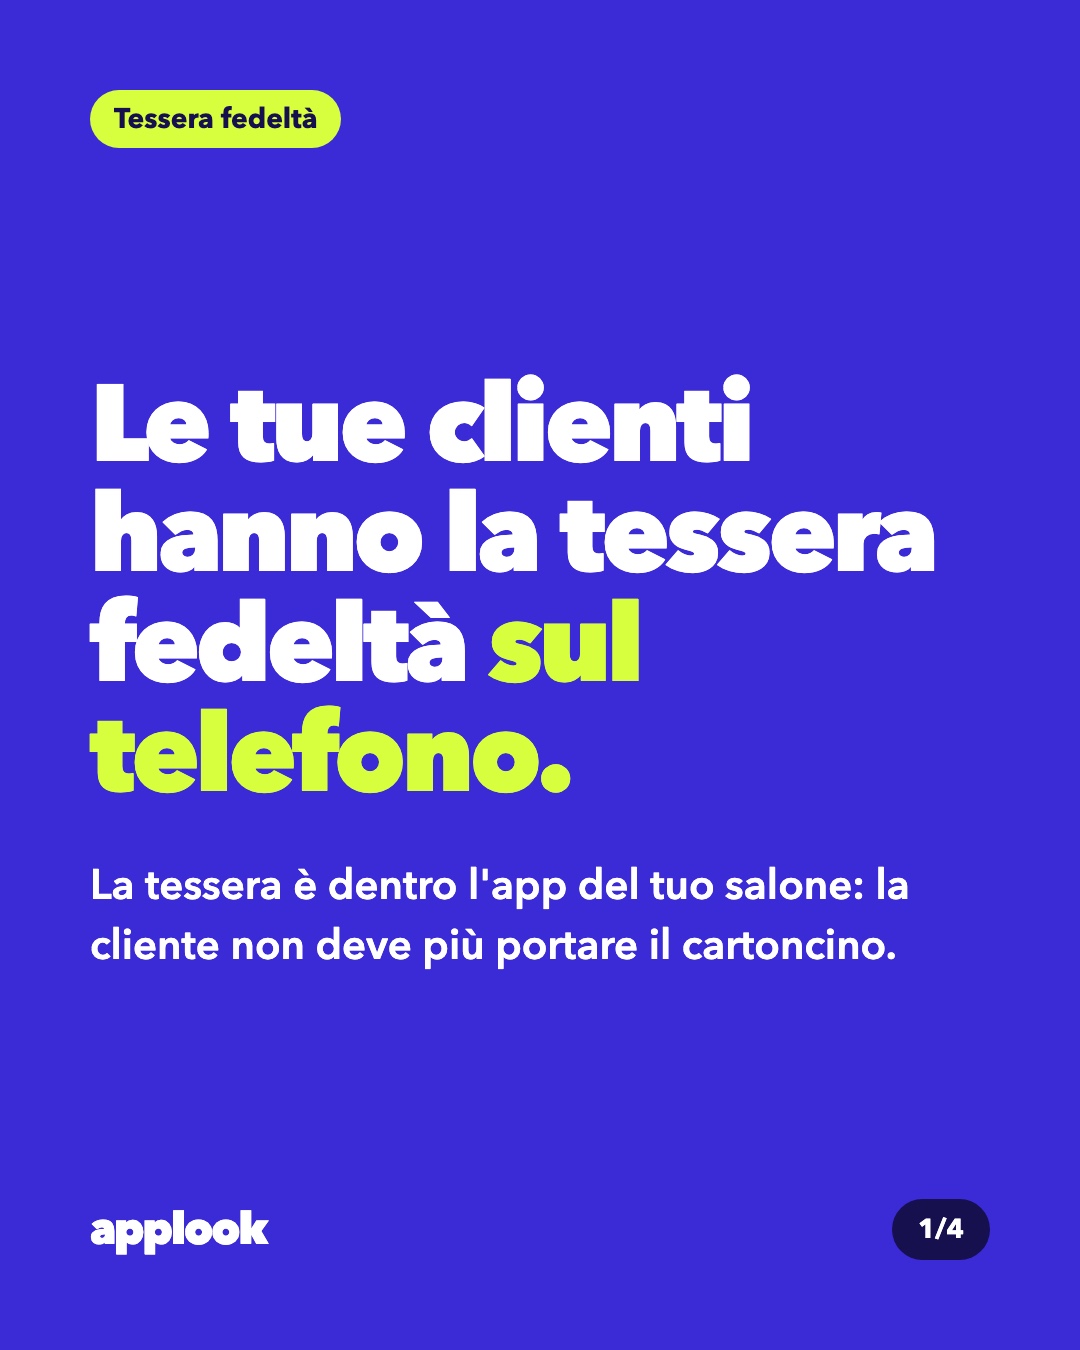 Tessera fedeltà
Le tue clienti
hanno la tessera
fedeltà sul
telefono.
La tessera è dentro l'app del tuo salone: la
cliente non deve più portare il cartoncino.
applook
1/4